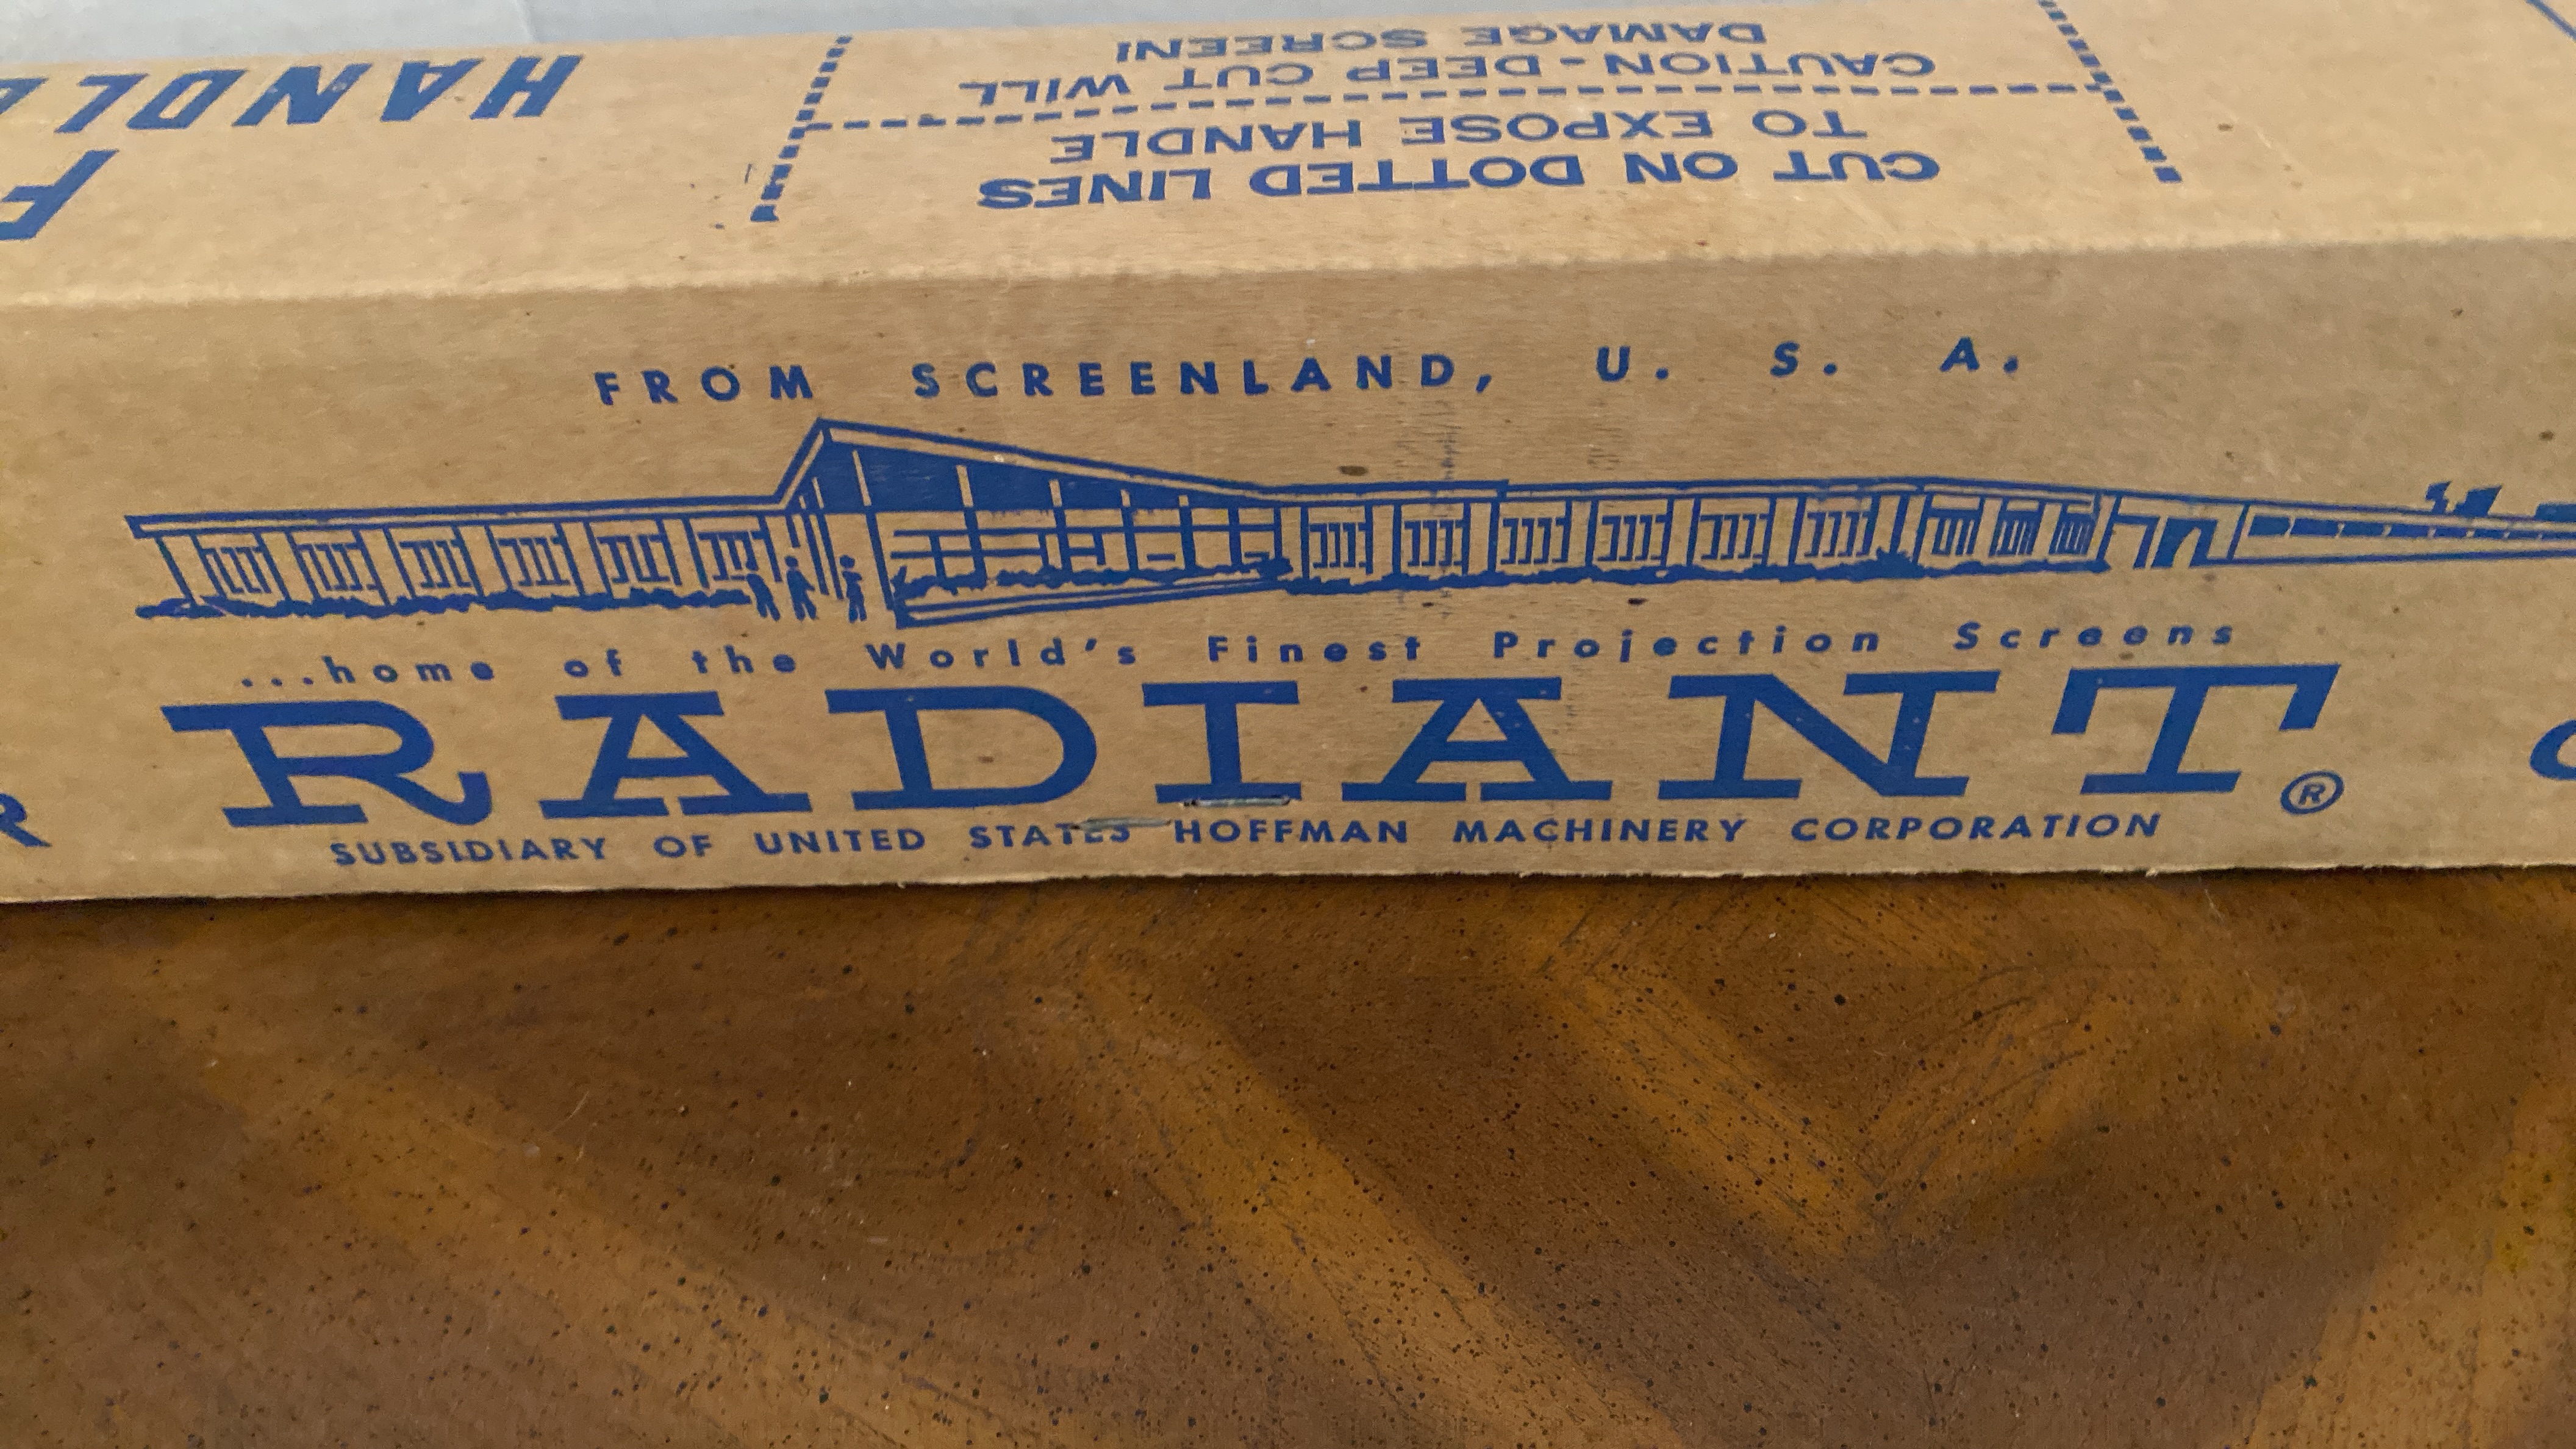 HANDLE
CUT ON DOTTED LINES
TO EXPOSE HANDLE
CAUTION-DEEP CUT WILL
DAMAGE SCREEN!
FROM SCREENLAND, U. S. A.
...home of the World's Finest Projection Screens
RADIANT®
SUBSIDIARY OF UNITED STATES HOFFMAN MACHINERY CORPORATION